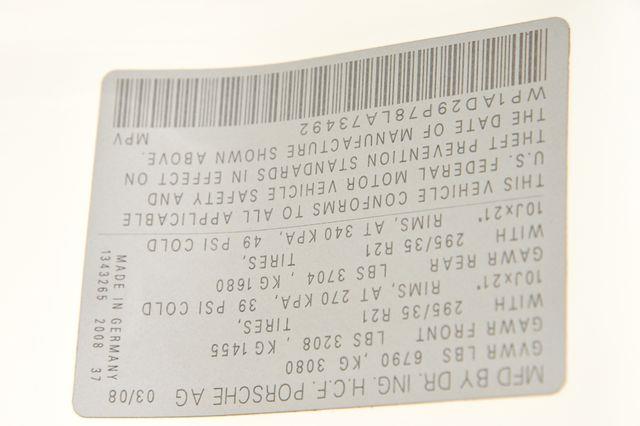 MFD BY DR. ING. H.C.F. PORSCHE AG 03/08
GVWR LBS 6790 ,KG 3080
GAWR FRONT LBS 3208 , KG 1455
WITH 295/35 R21 TIRES,
10Jx21" RIMS, AT 270 KPA, 39 PSI COLD
GAWR REAR LBS 3704 , KG 1680
WITH 295/35 R21 TIRES,
10Jx21" RIMS, AT 340 KPA, 49 PSI COLD
THIS VEHICLE CONFORMS TO ALL APPLICABLE
U.S. FEDERAL MOTOR VEHICLE SAFETY AND
THEFT PREVENTION STANDARDS IN EFFECT ON
THE DATE OF MANUFACTURE SHOWN ABOVE.
WP1AD29P78LA73492 MPV
MADE IN GERMANY
1343265 2008 37